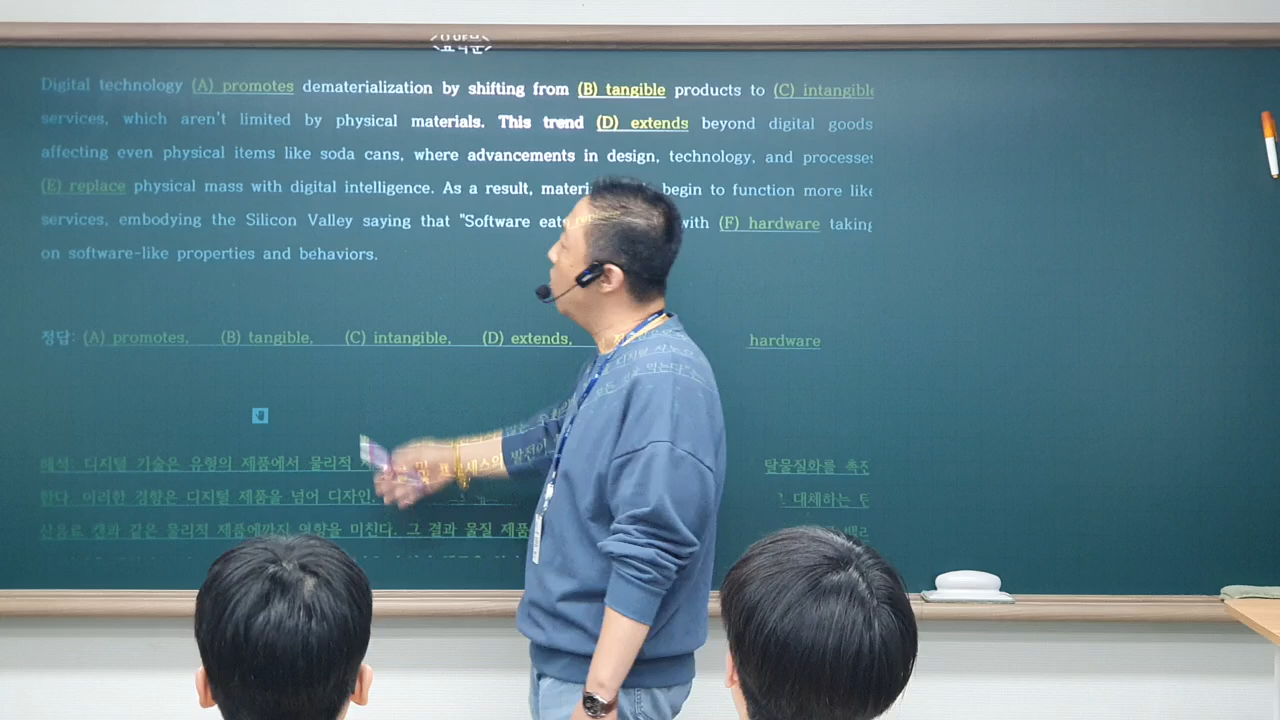 <요약문>
Digital technology (A) promotes dematerialization by shifting from (B) tangible products to (C) intangible
services, which aren't limited by physical materials. This trend (D) extends beyond digital goods
affecting even physical items like soda cans, where advancements in design, technology, and processes
(E) replace physical mass with digital intelligence. As a result, begin to function more like
services, embodying the Silicon Valley saying that "Software eats with (F) hardware taking
on software-like properties and behaviors.
정답: (A) promotes, (B) tangible, (C) intangible, (D) extends, hardware
해석: 디지털 기술은 유형의 제품에서 물리적 및 탈물질화를 촉진
한다. 이러한 경향은 디지털 제품을 넘어 디자인, 대체하는 탄
산음료 캔과 같은 물리적 제품에까지 영향을 미친다. 그 결과 물질 제품